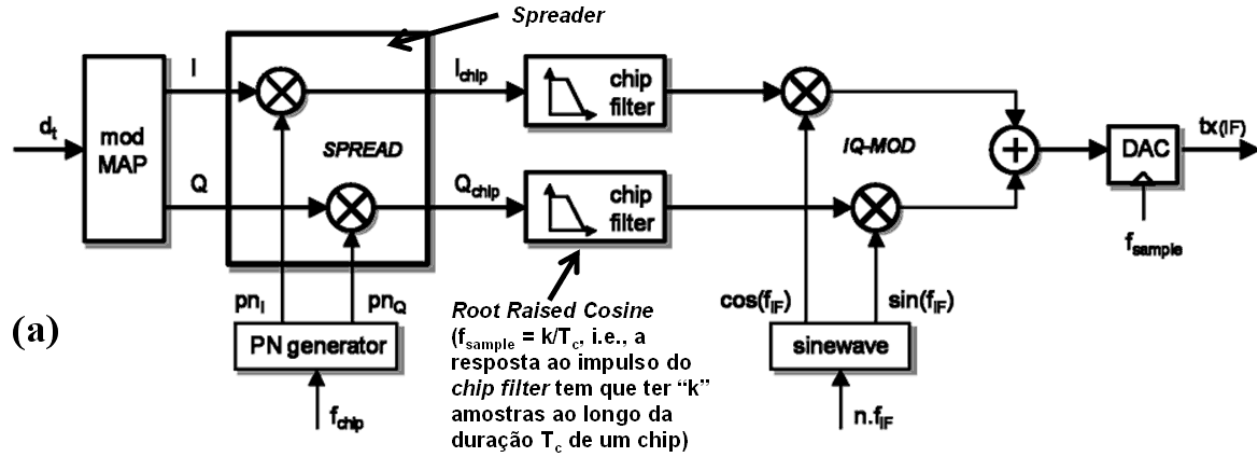 Spreader
d_t
mod
MAP
I
Q
SPREAD
I_chip
Q_chip
chip
filter
chip
filter
IQ-MOD
DAC
tx(IF)
f_sample
pn_I
pn_Q
PN generator
f_chip
cos(f_IF)
sin(f_IF)
sinewave
n.f_IF
Root Raised Cosine
(f_sample = k/T_c, i.e., a
resposta ao impulso do
chip filter tem que ter “k”
amostras ao longo da
duração T_c de um chip)
(a)